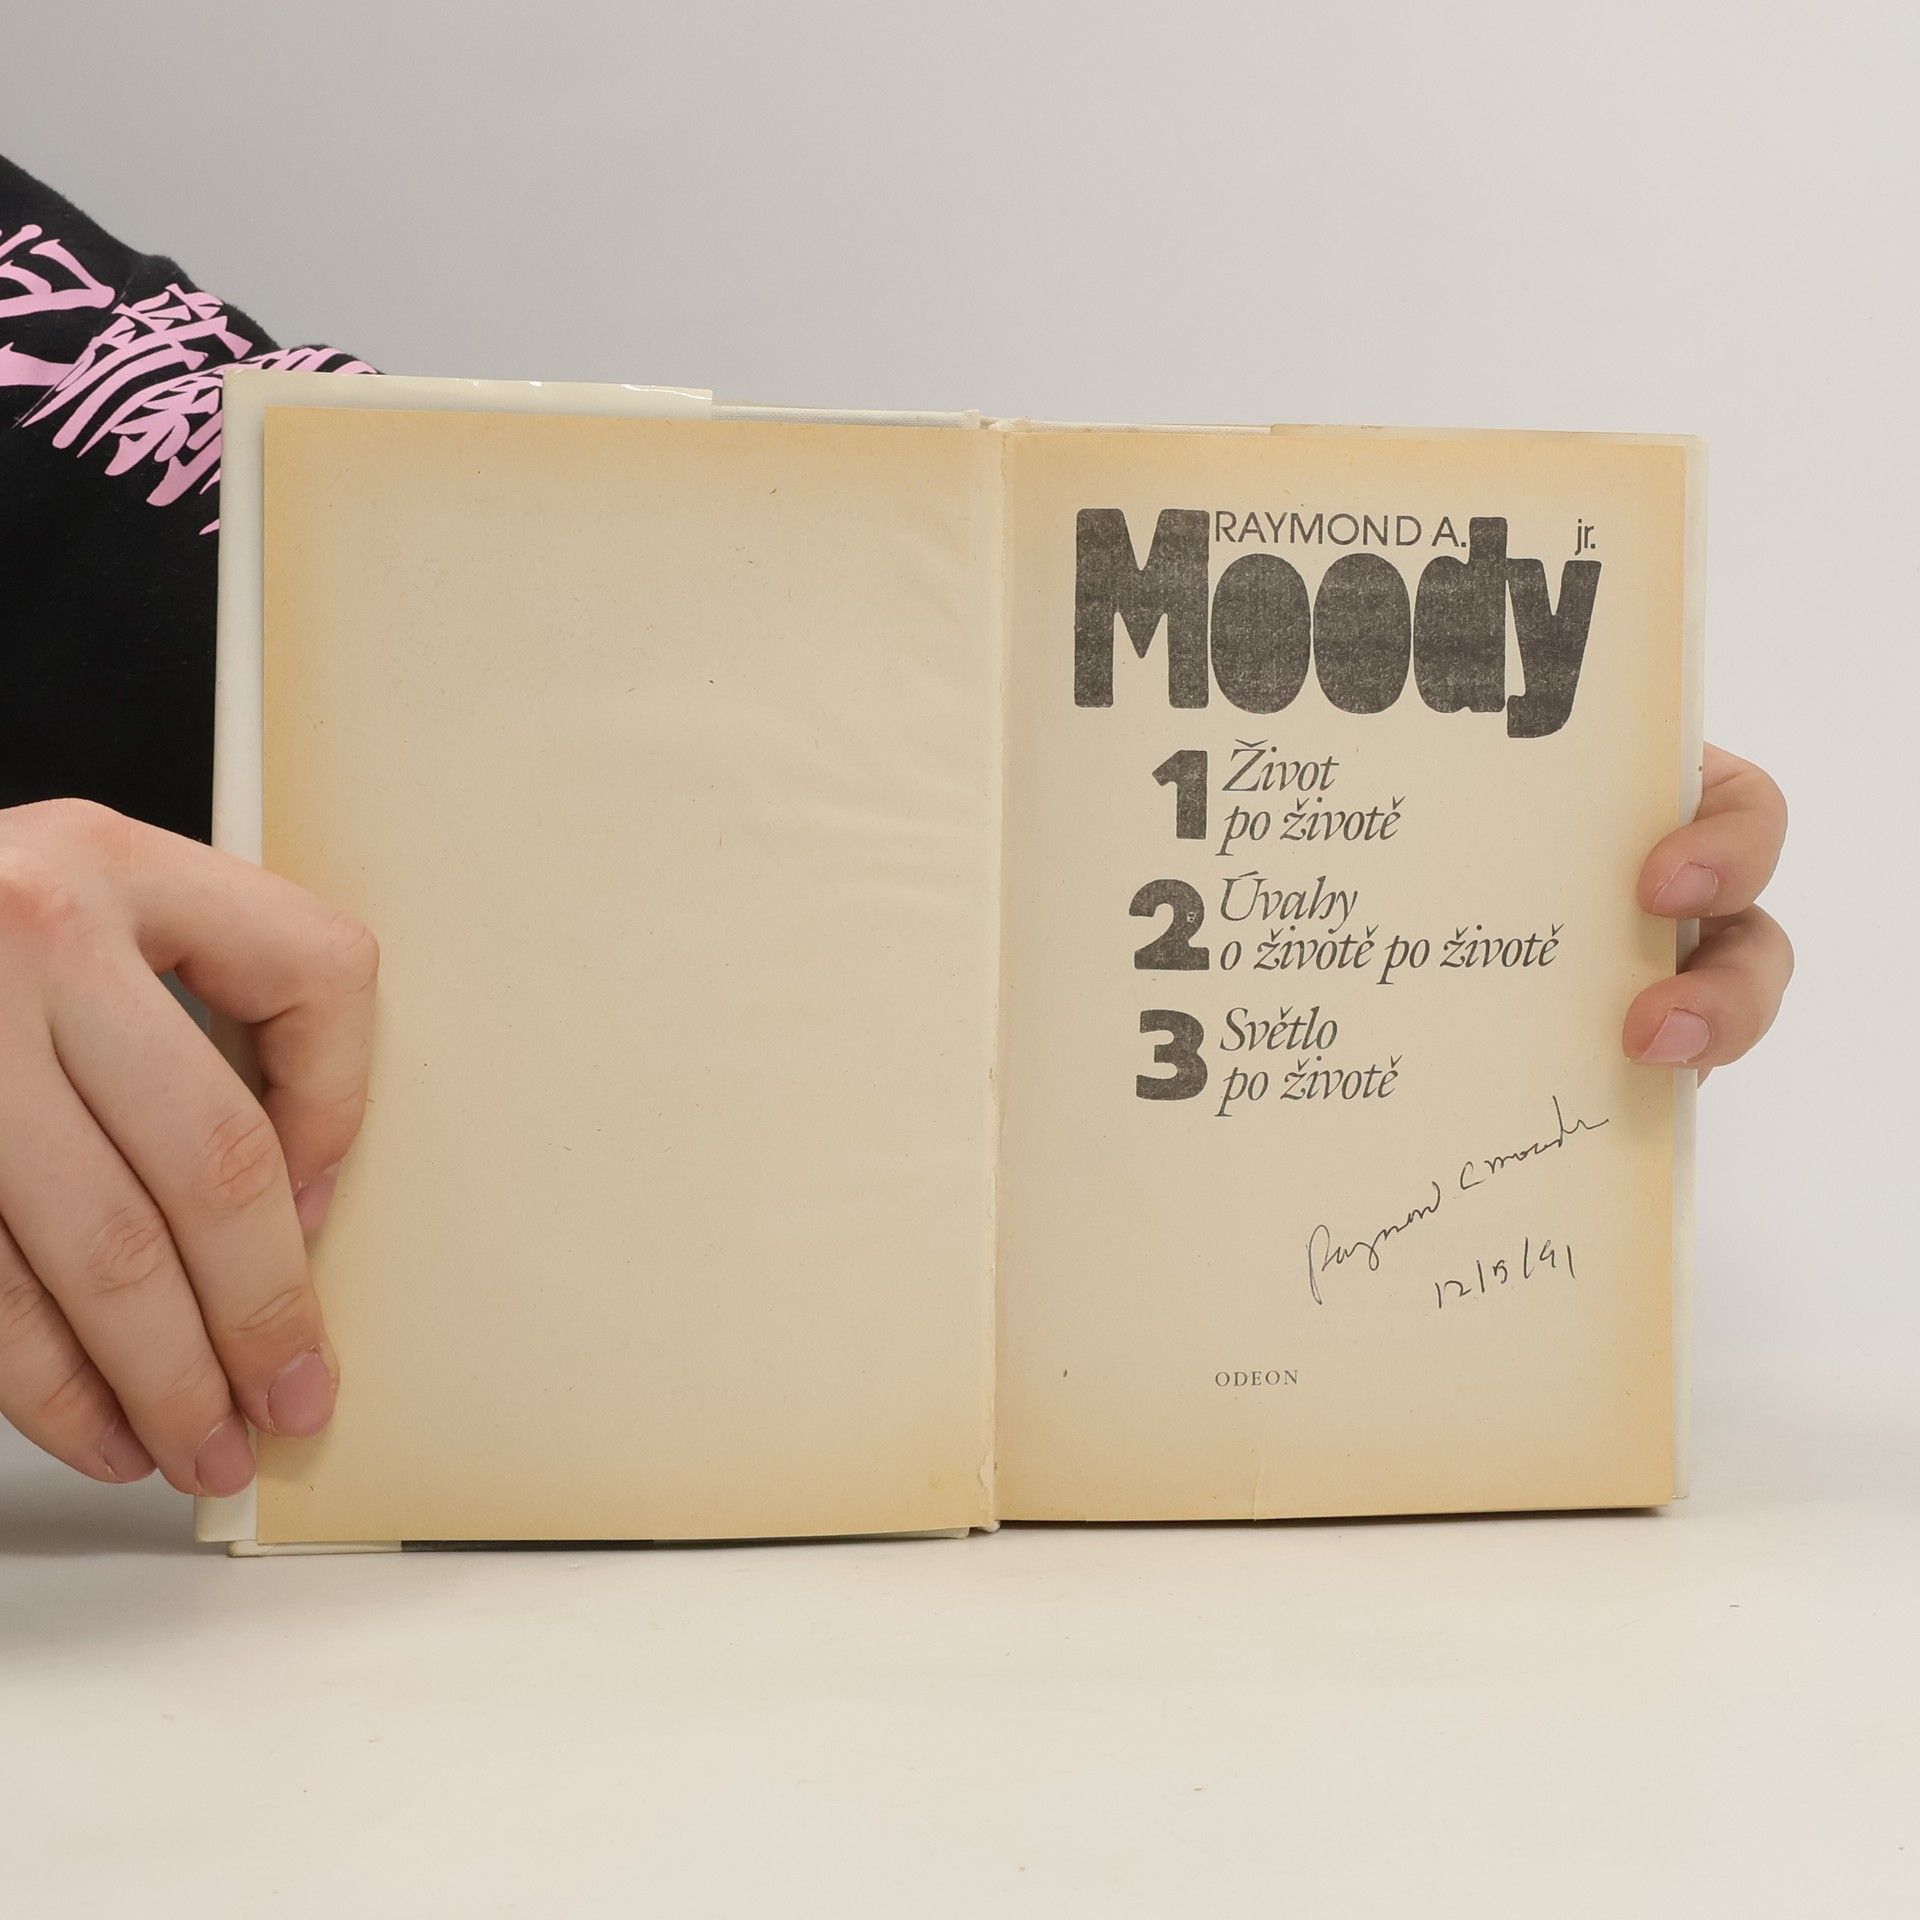 RAYMOND A. Moody jr.
1 Život
po životě
2 Úvahy
o životě po životě
3 Světlo
po životě
Raymond
12/5/91
ODEON